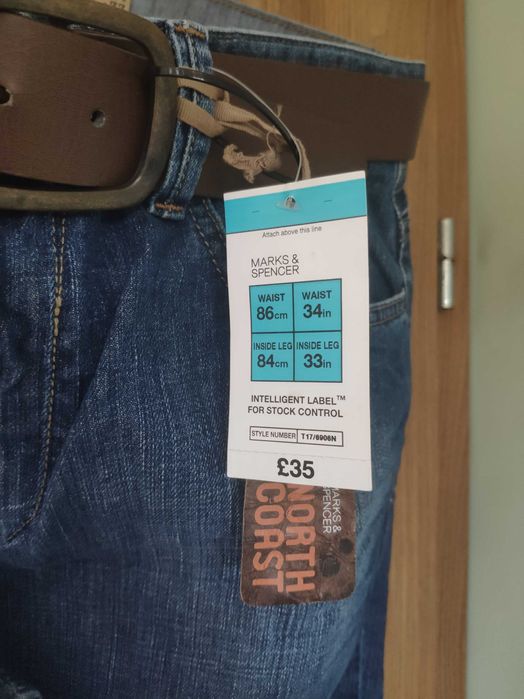 Attach above this line
MARKS &
SPENCER
WAIST
86cm
WAIST
34in
INSIDE LEG
84cm
INSIDE LEG
33in
INTELLIGENT LABEL™
FOR STOCK CONTROL
STYLE NUMBER T17/6906N
£35
MARKS &
SPENCER
NORTH
COAST